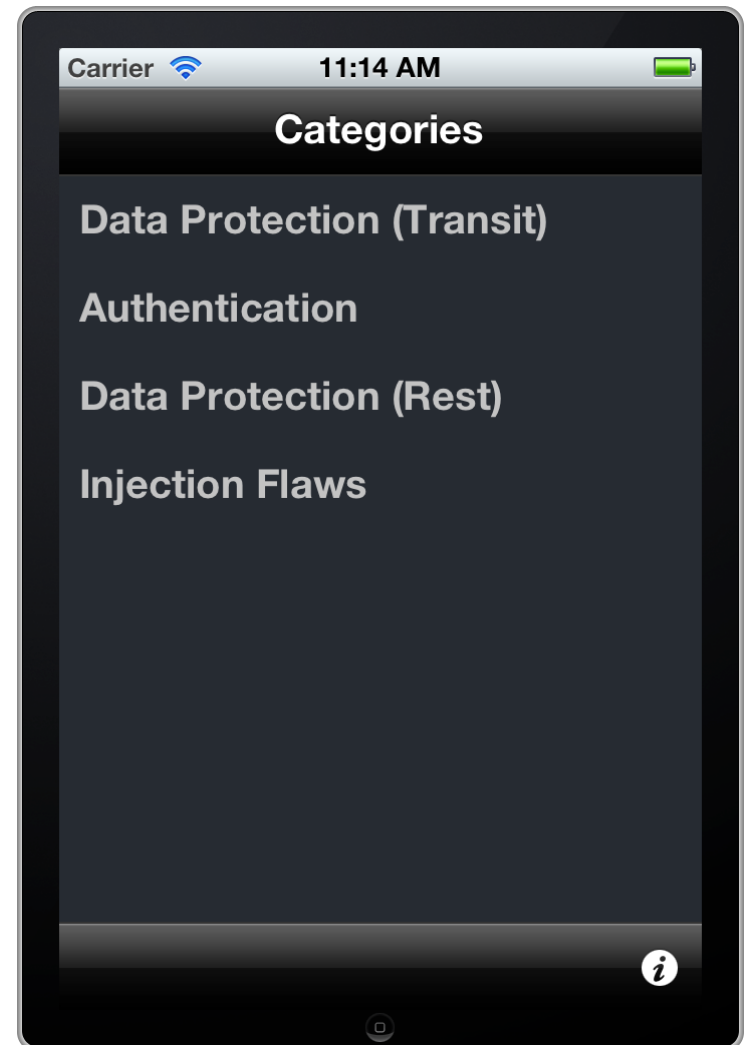 Carrier 11:14 AM
Categories
Data Protection (Transit)
Authentication
Data Protection (Rest)
Injection Flaws
i